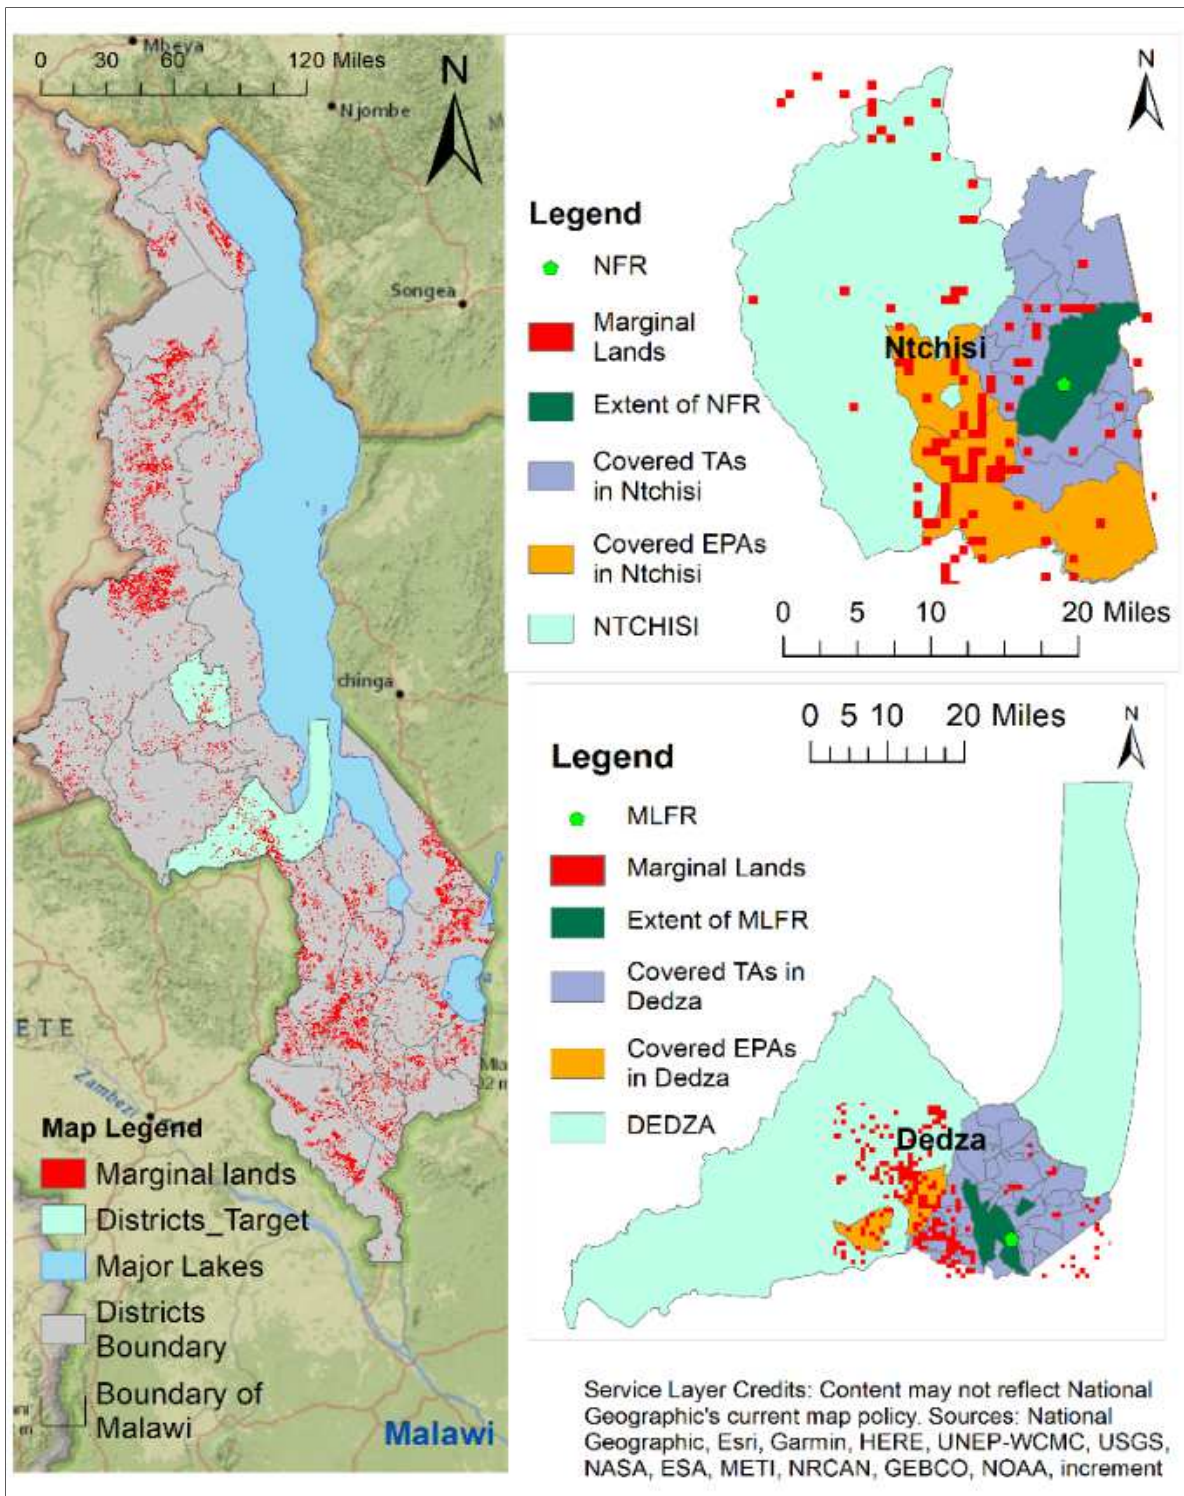 Mbeya
0 30 60 120 Miles
N
Njombe
Songea
chinga
ETE
Zambezi
Map Legend
Marginal lands
Districts_Target
Major Lakes
Districts
Boundary
Boundary of
Malawi
Malawi
N
Legend
NFR
Marginal
Lands
Extent of NFR
Covered TAs
in Ntchisi
Covered EPAs
in Ntchisi
NTCHISI
Ntchisi
0 5 10 20 Miles
0 5 10 20 Miles
N
Legend
MLFR
Marginal Lands
Extent of MLFR
Covered TAs in
Dedza
Covered EPAs
in Dedza
DEDZA
Dedza
Service Layer Credits: Content may not reflect National
Geographic's current map policy. Sources: National
Geographic, Esri, Garmin, HERE, UNEP-WCMC, USGS,
NASA, ESA, METI, NRCAN, GEBCO, NOAA, increment